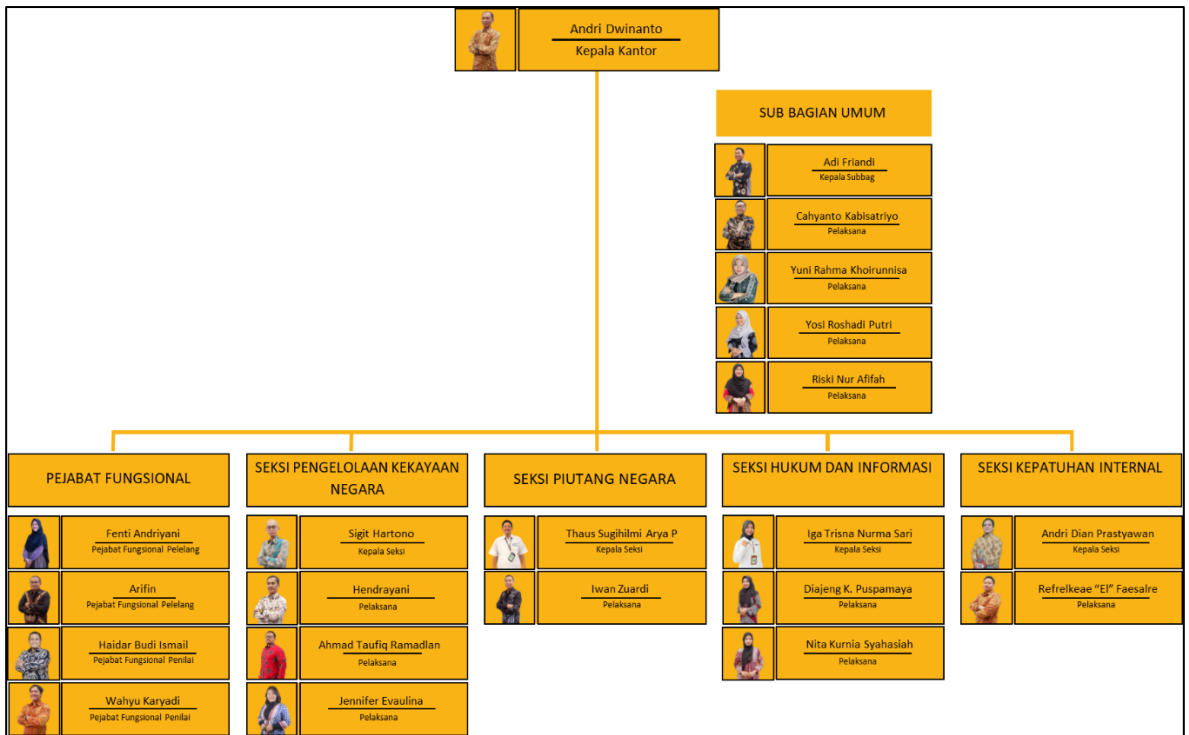 Andri Dwinanto
Kepala Kantor
SUB BAGIAN UMUM
Adi Friandi
Kepala Subbag
Cahyanto Kabisatriyo
Pelaksana
Yuni Rahma Khoirunnisa
Pelaksana
Yosi Roshadi Putri
Pelaksana
Riski Nur Afifah
Pelaksana
PEJABAT FUNGSIONAL
Fenti Andriyani
Pejabat Fungsional Pelelang
Arifin
Pejabat Fungsional Pelelang
Haidar Budi Ismail
Pejabat Fungsional Penilai
Wahyu Karyadi
Pejabat Fungsional Penilai
SEKSI PENGELOLAAN KEKAYAAN
NEGARA
Sigit Hartono
Kepala Seksi
Hendrayani
Pelaksana
Ahmad Taufiq Ramadlan
Pelaksana
Jennifer Evaulina
Pelaksana
SEKSI PIUTANG NEGARA
Thaus Sugihilmi Arya P
Kepala Seksi
Iwan Zuardi
Pelaksana
SEKSI HUKUM DAN INFORMASI
Iga Trisna Nurma Sari
Kepala Seksi
Diajeng K. Puspamaya
Pelaksana
Nita Kurnia Syahasiah
Pelaksana
SEKSI KEPATUHAN INTERNAL
Andri Dian Prastyawan
Kepala Seksi
Refrelkeae "El" Faesalre
Pelaksana